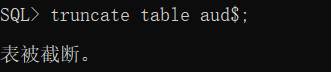 SQL> truncate table aud$;
表被截断。